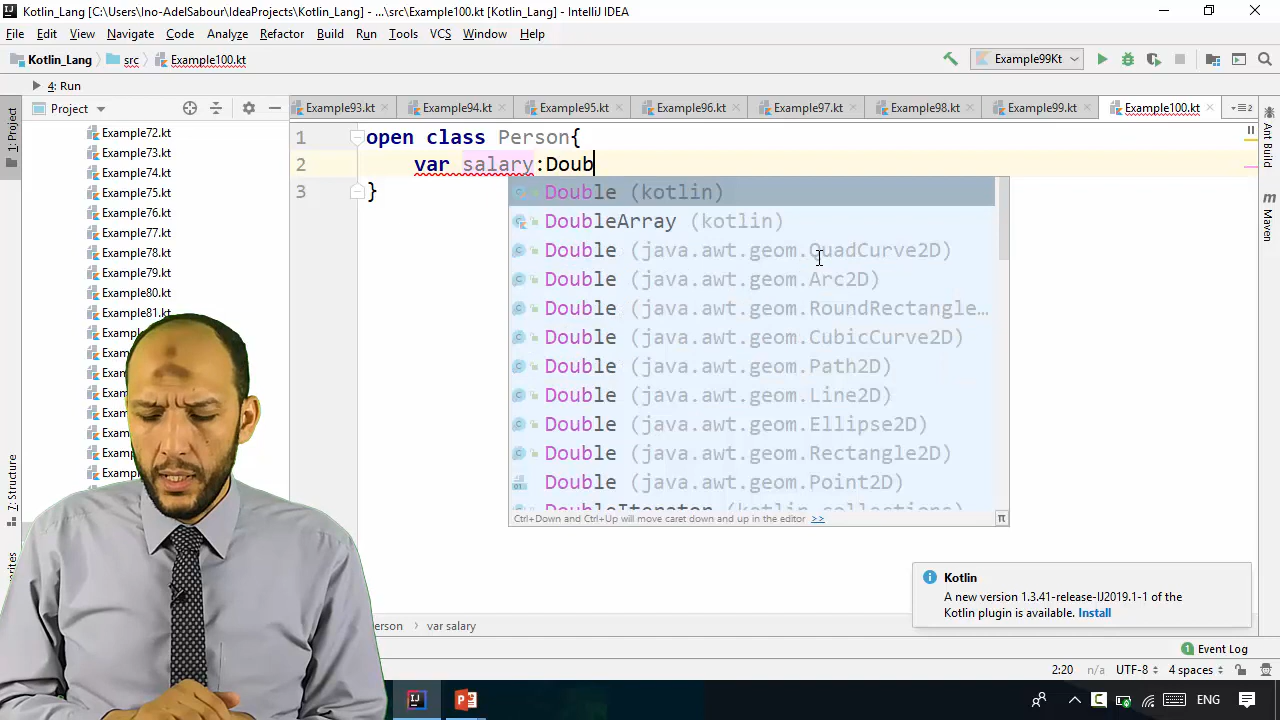 Kotlin_Lang [C:\Users\Ino-AdelSabour\IdeaProjects\Kotlin_Lang] - ...\src\Example100.kt [Kotlin_Lang] - IntelliJ IDEA
File Edit View Navigate Code Analyze Refactor Build Run Tools VCS Window Help
Kotlin_Lang src Example100.kt Example99Kt
4: Run
Project Example93.kt Example94.kt Example95.kt Example96.kt Example97.kt Example98.kt Example99.kt Example100.kt
1: Project
7: Structure
Ant Build
Maven
Example72.kt
Example73.kt
Example74.kt
Example75.kt
Example76.kt
Example77.kt
Example78.kt
Example79.kt
Example80.kt
Example81.kt
1 open class Person{
2 var salary:Doub
3 }
Double (kotlin)
DoubleArray (kotlin)
Double (java.awt.geom.QuadCurve2D)
Double (java.awt.geom.Arc2D)
Double (java.awt.geom.RoundRectangle…
Double (java.awt.geom.CubicCurve2D)
Double (java.awt.geom.Path2D)
Double (java.awt.geom.Line2D)
Double (java.awt.geom.Ellipse2D)
Double (java.awt.geom.Rectangle2D)
Double (java.awt.geom.Point2D)
DoubleIterator (kotlin.collections)
Ctrl+Down and Ctrl+Up will move caret down and up in the editor >> π
Kotlin
A new version 1.3.41-release-IJ2019.1-1 of the
Kotlin plugin is available. Install
erson › var salary
1 Event Log
2:20 n/a UTF-8 4 spaces
ENG